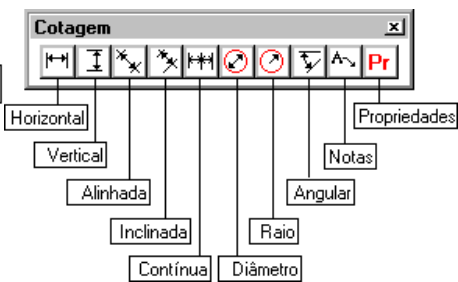 Cotagem
Pr
Horizontal
Propriedades
Vertical
Notas
Alinhada
Angular
Inclinada
Raio
Contínua
Diâmetro